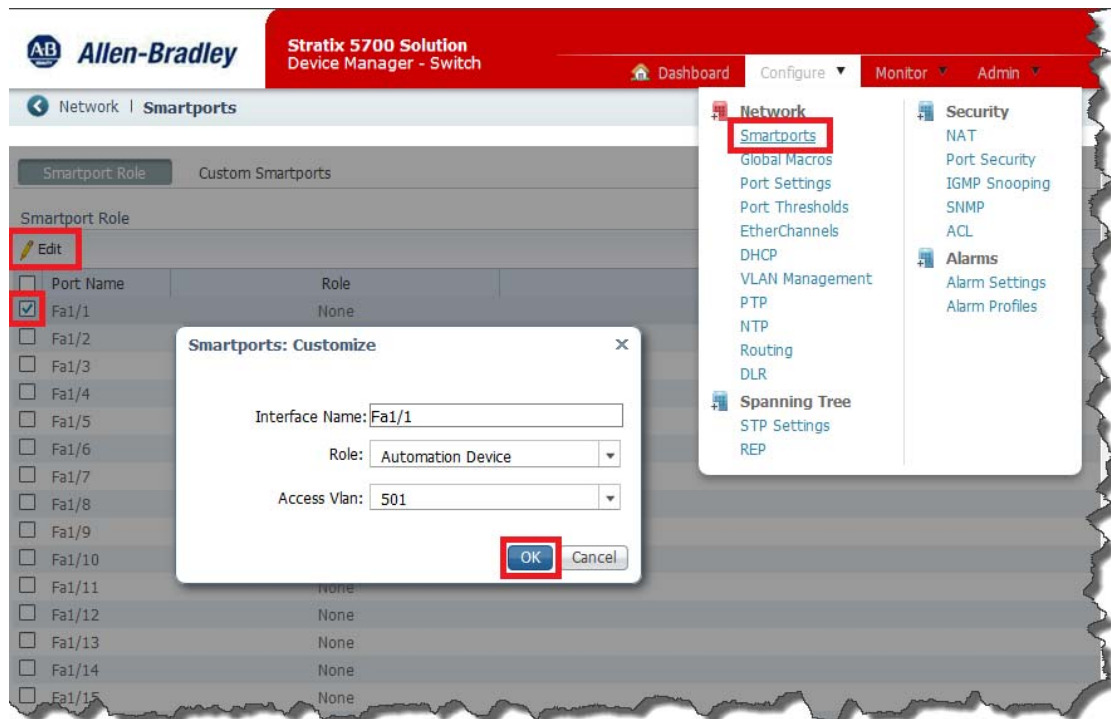 AB Allen-Bradley
Stratix 5700 Solution
Device Manager - Switch
Dashboard Configure Monitor Admin
Network | Smartports
Network
Smartports
Global Macros
Port Settings
Port Thresholds
EtherChannels
DHCP
VLAN Management
PTP
NTP
Routing
DLR
Spanning Tree
STP Settings
REP
Security
NAT
Port Security
IGMP Snooping
SNMP
ACL
Alarms
Alarm Settings
Alarm Profiles
Smartport Role Custom Smartports
Smartport Role
Edit
Port Name Role
Fa1/1 None
Fa1/2
Fa1/3
Fa1/4
Fa1/5
Fa1/6
Fa1/7
Fa1/8
Fa1/9
Fa1/10
Fa1/11 None
Fa1/12 None
Fa1/13 None
Fa1/14 None
Fa1/15 None
Smartports: Customize
Interface Name: Fa1/1
Role: Automation Device
Access Vlan: 501
OK Cancel